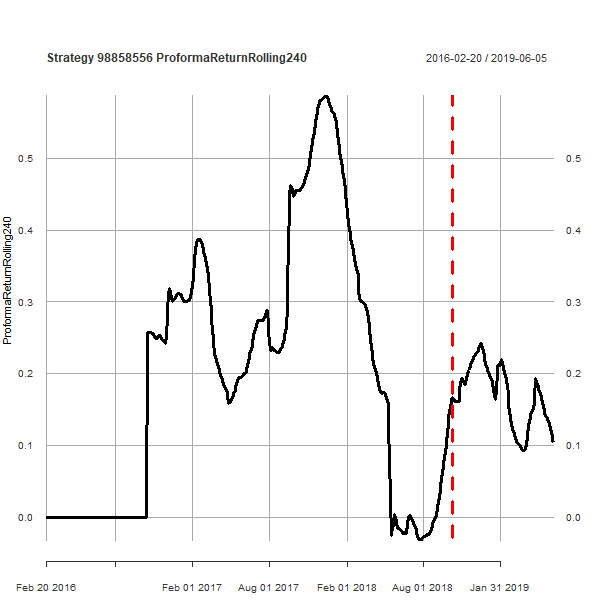 Strategy 98858556 ProformaReturnRolling240
2016-02-20 / 2019-06-05
ProformaReturnRolling240
0.5
0.4
0.3
0.2
0.1
0.0
0.5
0.4
0.3
0.2
0.1
0.0
Feb 20 2016
Feb 01 2017
Aug 01 2017
Feb 01 2018
Aug 01 2018
Jan 31 2019